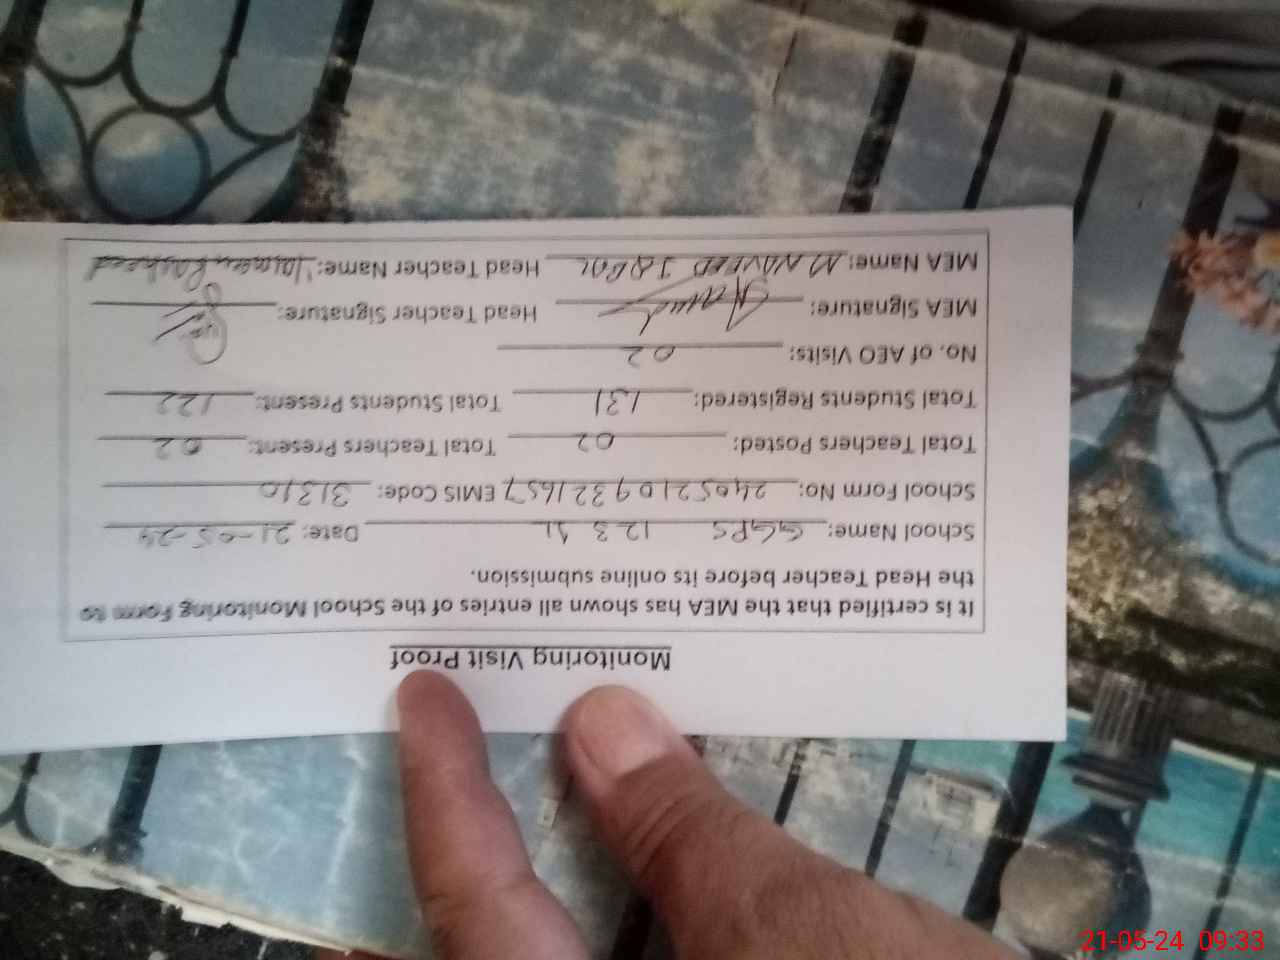 Monitoring Visit Proof
It is certified that the MEA has shown all entries of the School Monitoring Form to
the Head Teacher before its online submission.
School Name: GGPS 123 1L Date: 21-05-24
School Form No: 24052109321657 EMIS Code: 31310
Total Teachers Posted: 02 Total Teachers Present: 02
Total Students Registered: 131 Total Students Present: 122
No. of AEO Visits: 02
MEA Signature: Head Teacher Signature:
MEA Name: M NAVEED IQBAL Head Teacher Name: Rasheed
21-05-24 09:33